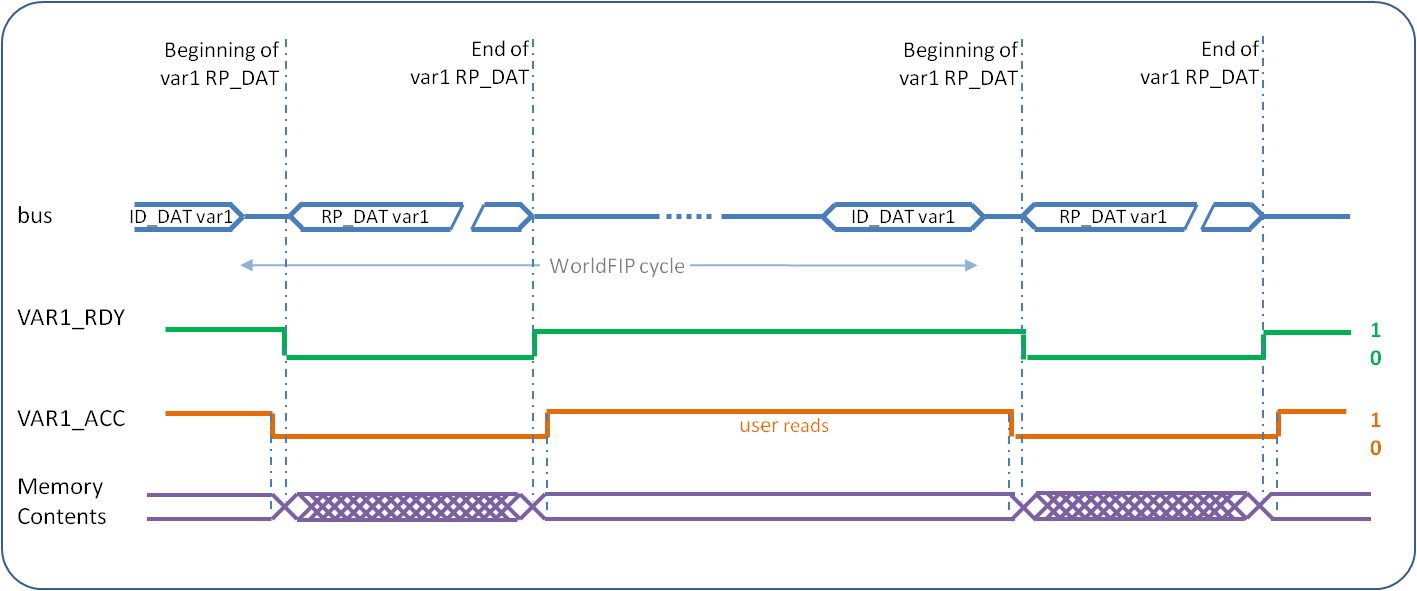 Beginning of
var1 RP_DAT
End of
var1 RP_DAT
Beginning of
var1 RP_DAT
End of
var1 RP_DAT
bus
ID_DAT var1
RP_DAT var1
ID_DAT var1
RP_DAT var1
WorldFIP cycle
VAR1_RDY
1
0
VAR1_ACC
user reads
1
0
Memory
Contents